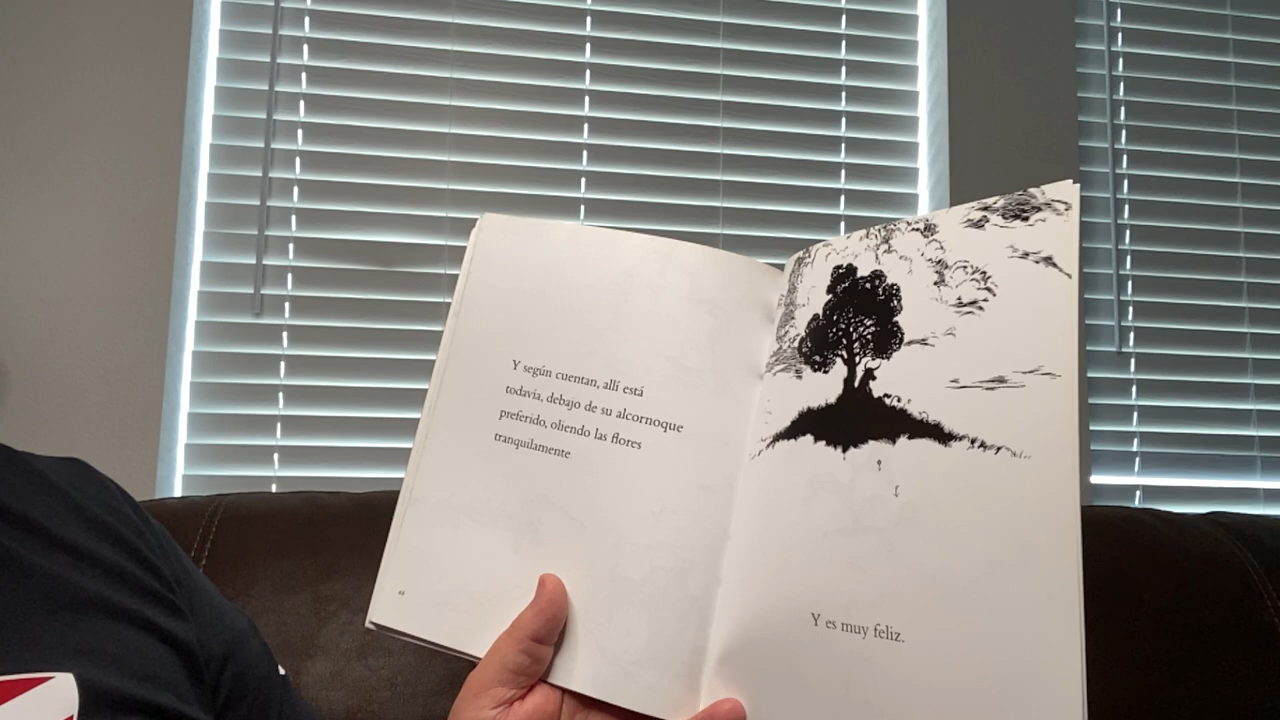 Y según cuentan, allí está
todavía, debajo de su alcornoque
preferido, oliendo las flores
tranquilamente.
Y es muy feliz.